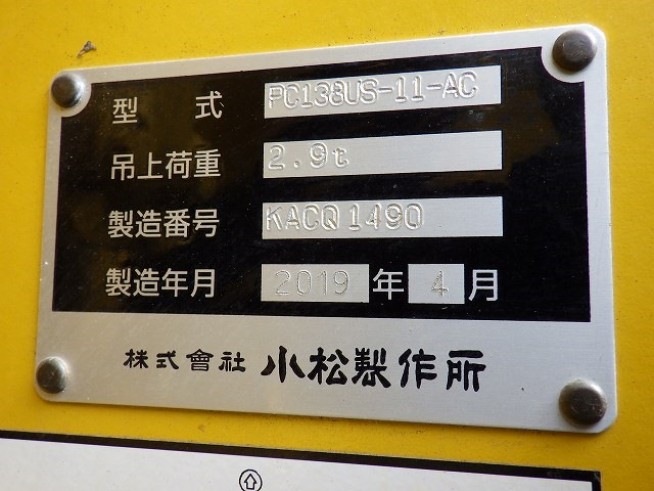 型 式 PC138US-11-AC
吊上荷重 2.9t
製造番号 KACQ1490
製造年月 2019年4月
株式會社 小松製作所